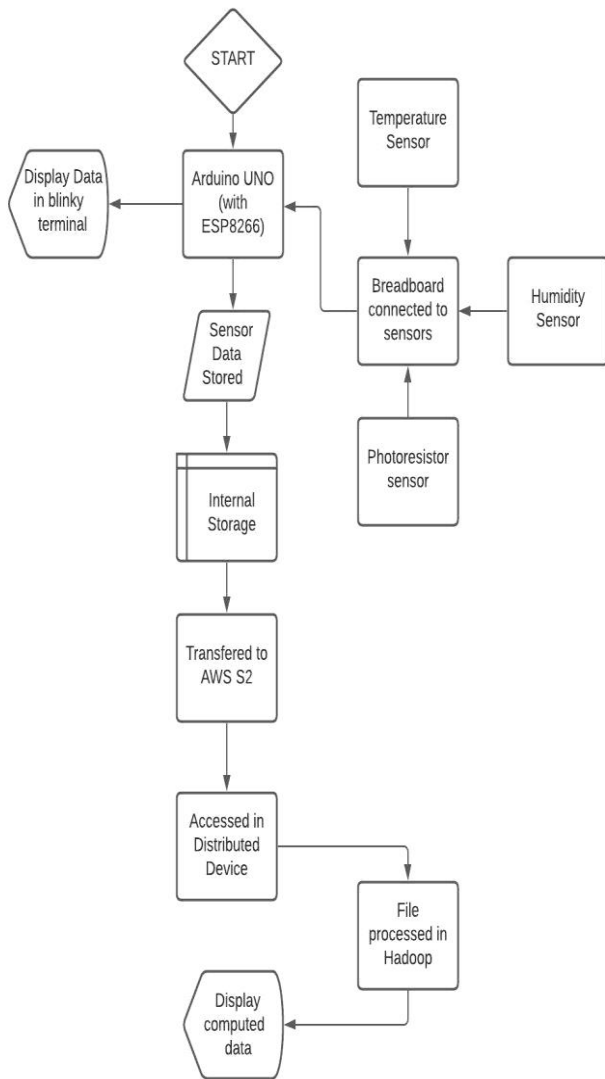 START
Temperature
Sensor
Display Data
in blinky
terminal
Arduino UNO
(with
ESP8266)
Breadboard
connected to
sensors
Humidity
Sensor
Sensor
Data
Stored
Photoresistor
sensor
Internal
Storage
Transfered to
AWS S2
Accessed in
Distributed
Device
File
processed in
Hadoop
Display
computed
data